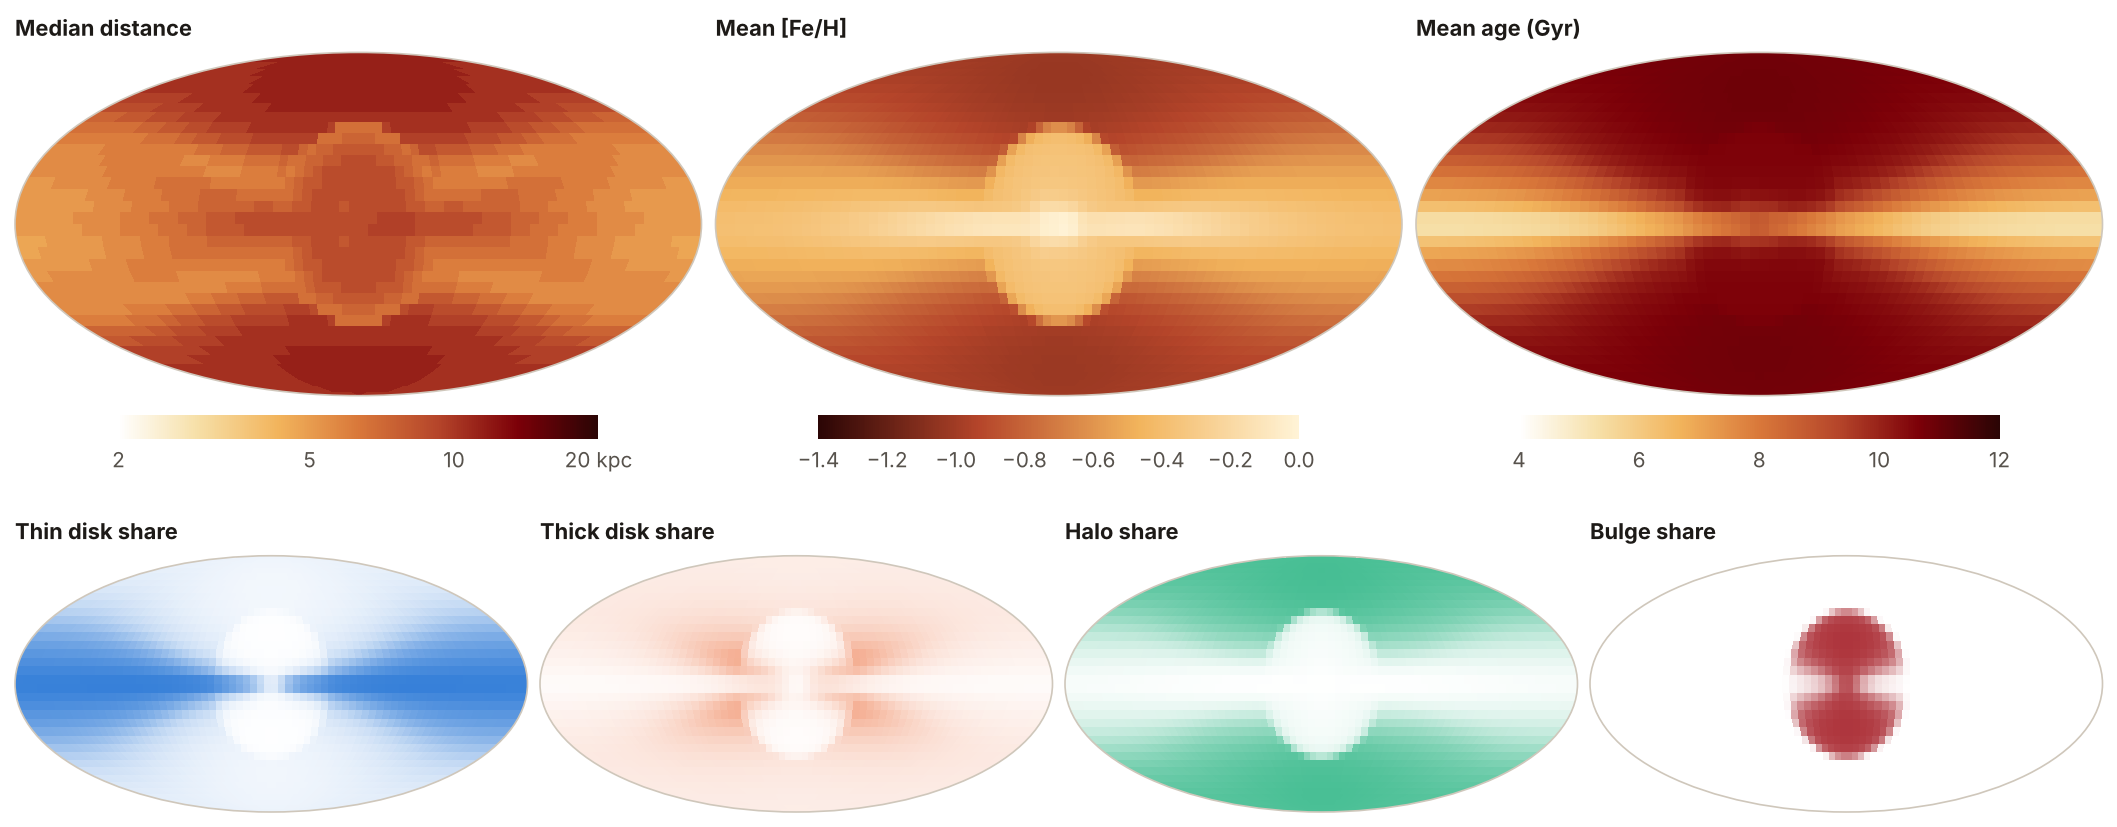 Median distance
Mean [Fe/H]
Mean age (Gyr)
2 5 10 20 kpc
−1.4 −1.2 −1.0 −0.8 −0.6 −0.4 −0.2 0.0
4 6 8 10 12
Thin disk share
Thick disk share
Halo share
Bulge share